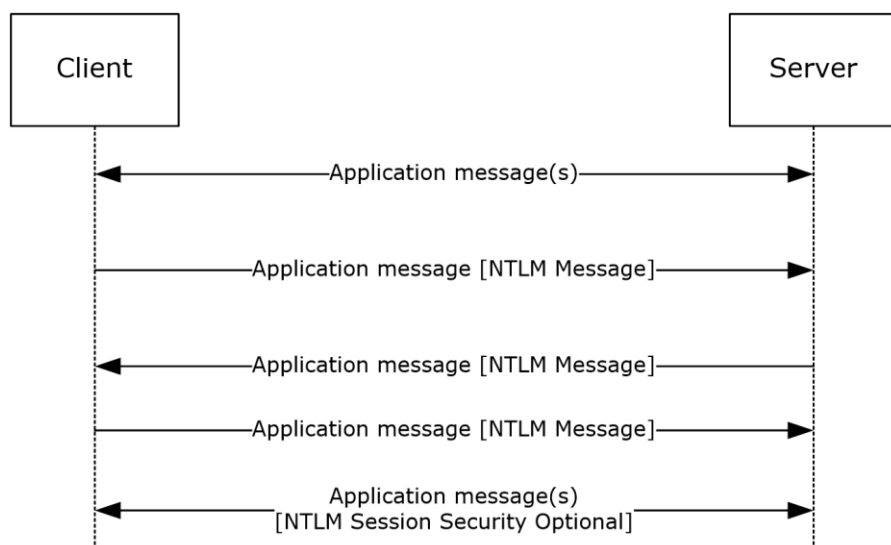 Client
Server
Application message(s)
Application message [NTLM Message]
Application message [NTLM Message]
Application message [NTLM Message]
Application message(s)
[NTLM Session Security Optional]